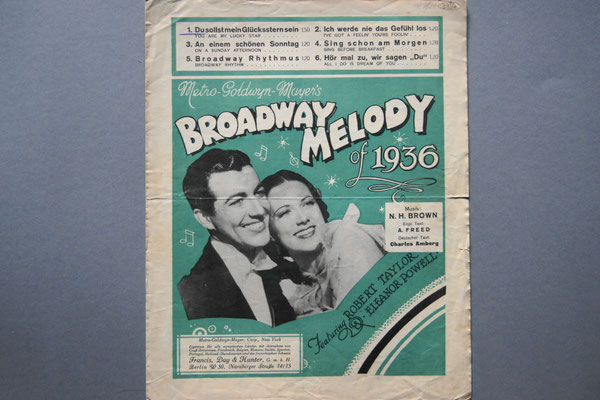 1. Du sollst mein Glücksstern sein 1.50
YOU ARE MY LUCKY STAR
2. Ich werde nie das Gefühl los 1.20
I'VE GOT A FEELIN' YOU'RE FOOLIN'
3. An einem schönen Sonntag 1.20
ON A SUNDAY AFTERNOON
4. Sing schon am Morgen 1.20
SING BEFORE BREAKFAST
5. Broadway Rhythmus 1.20
BROADWAY RHYTHM
6. Hör mal zu, wir sagen „Du" 1.20
ALL I DO IS DREAM OF YOU
Metro-Goldwyn-Mayer's
BROADWAY
MELODY
of 1936
Musik:
N. H. BROWN
Engl. Text:
A. FREED
Deutscher Text:
Charles Amberg
Featuring ROBERT TAYLOR
ELEANOR POWELL
Metro-Goldwyn-Mayer, Corp., New York
Francis, Day & Hunter, G. m. b. H.
Berlin W 50, Nürnberger Straße 14/15